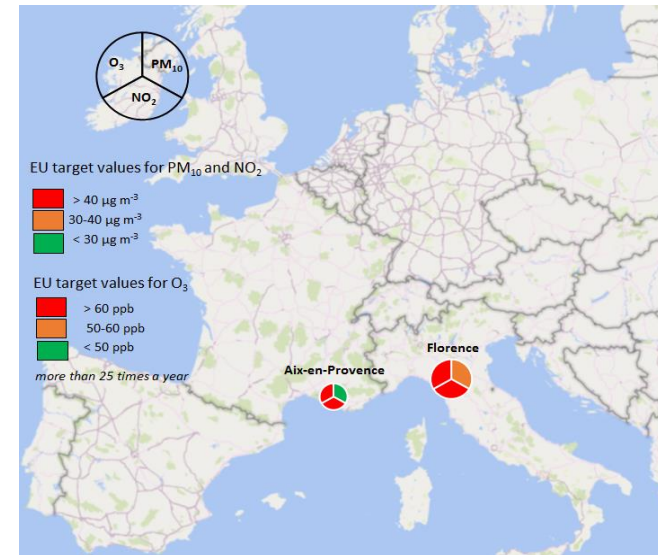 O₃ PM₁₀
NO₂
EU target values for PM₁₀ and NO₂
> 40 µg m⁻³
30-40 µg m⁻³
< 30 µg m⁻³
EU target values for O₃
> 60 ppb
50-60 ppb
< 50 ppb
more than 25 times a year
Florence
Aix-en-Provence